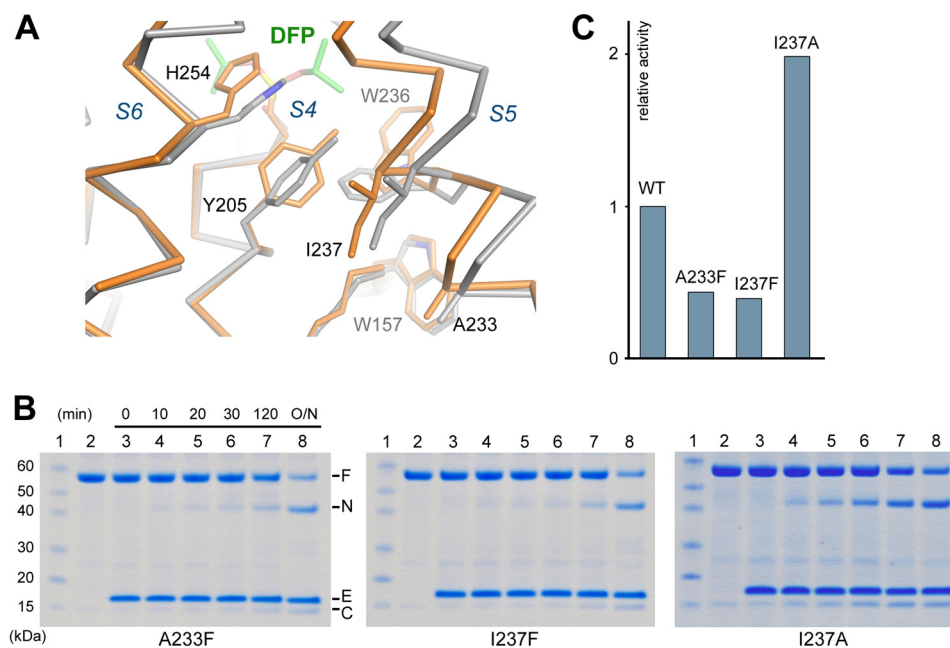 A
DFP
H254
S6
S4
W236
S5
Y205
I237
W157
A233
C
relative activity
2
1
0
WT
A233F
I237F
I237A
B
(min) 0 10 20 30 120 O/N
1 2 3 4 5 6 7 8
60
50
40
30
20
15
(kDa)
F
N
E
C
A233F
1 2 3 4 5 6 7 8
I237F
1 2 3 4 5 6 7 8
I237A